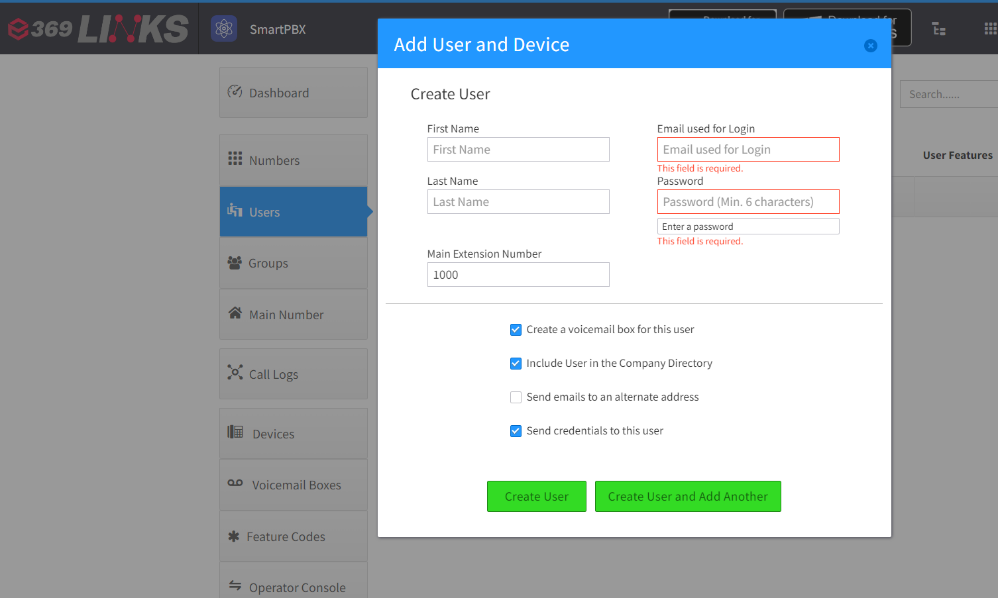 369 LINKS
SmartPBX
Download for
Add User and Device
Dashboard
Numbers
Users
Groups
Main Number
Call Logs
Devices
Voicemail Boxes
Feature Codes
Operator Console
Create User
First Name
First Name
Email used for Login
Email used for Login
This field is required.
Last Name
Last Name
Password
Password (Min. 6 characters)
Enter a password
This field is required.
Main Extension Number
1000
Create a voicemail box for this user
Include User in the Company Directory
Send emails to an alternate address
Send credentials to this user
Create User
Create User and Add Another
Search......
User Features